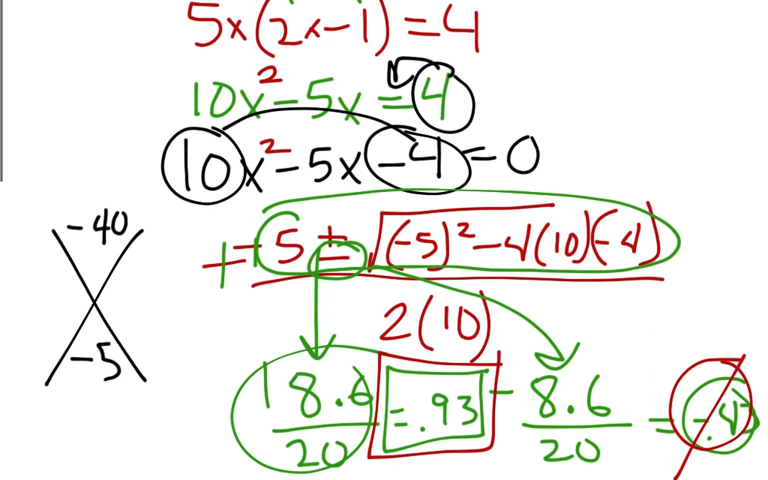 5x(2x-1)=4
10x²-5x=4
10x²-5x-4=0
-40
-5
+-5±√(-5)²-4(10)(-4)
2(10)
18.6/20 =.93 -8.6/20 = -.43